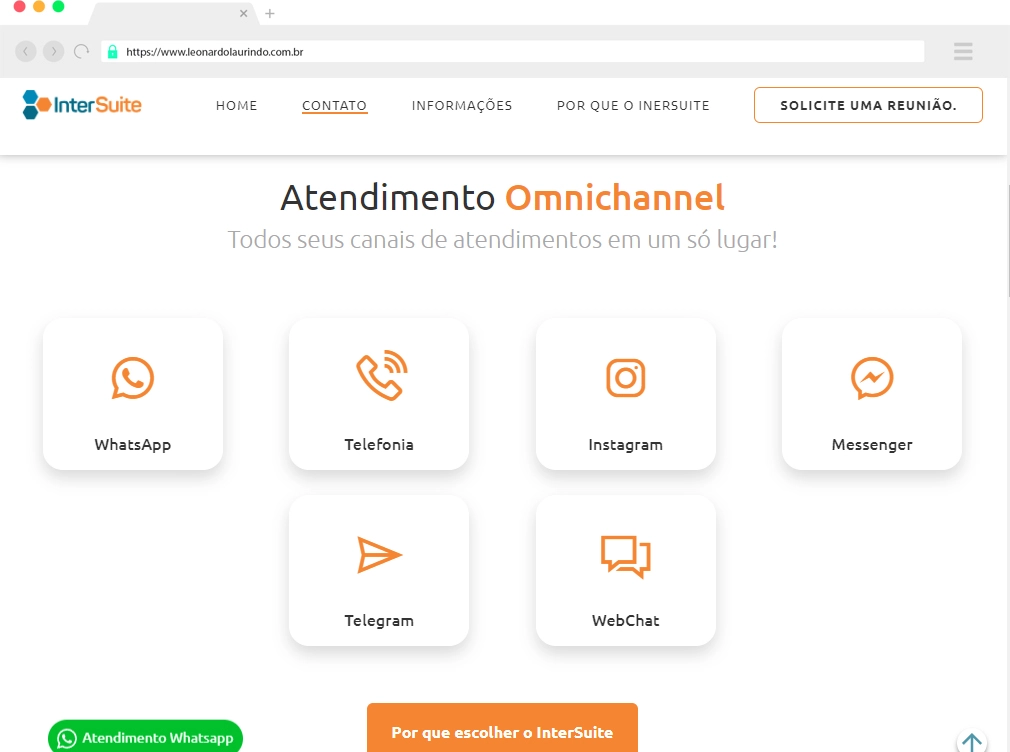 https://www.leonardolaurindo.com.br
InterSuite
HOME
CONTATO
INFORMAÇÕES
POR QUE O INERSUITE
SOLICITE UMA REUNIÃO.
Atendimento Omnichannel
Todos seus canais de atendimentos em um só lugar!
WhatsApp
Telefonia
Instagram
Messenger
Telegram
WebChat
Por que escolher o InterSuite
Atendimento Whatsapp